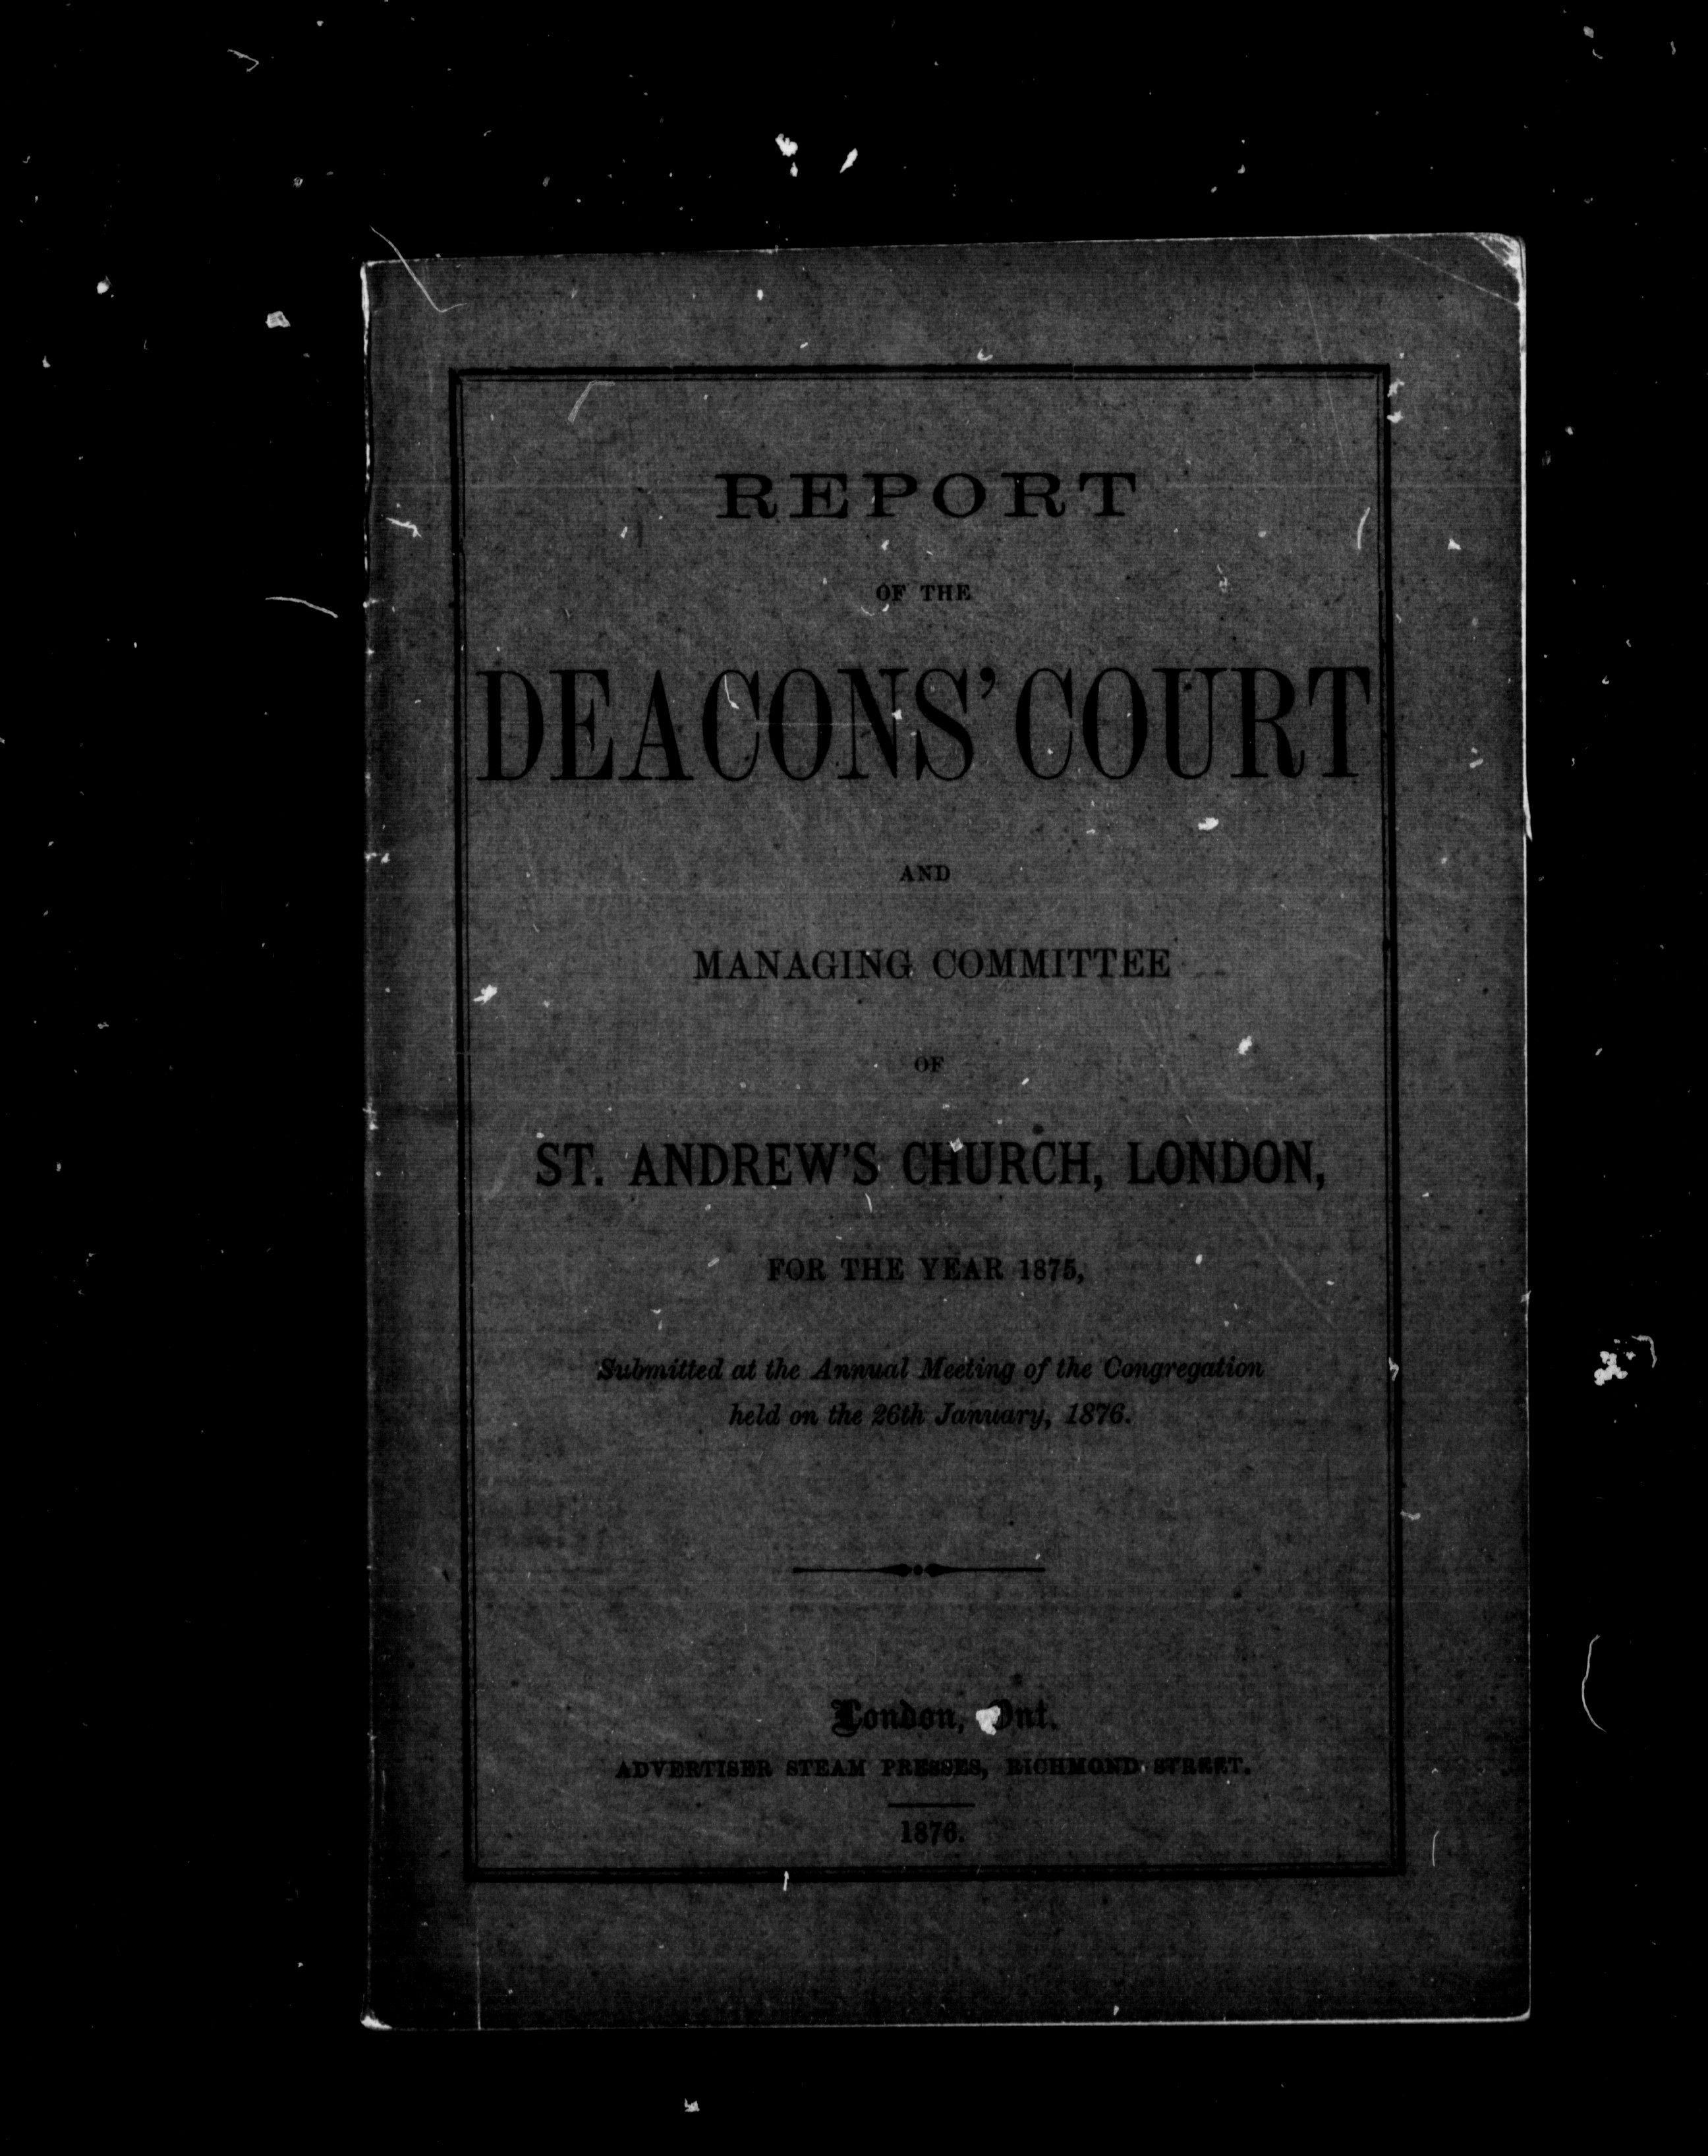 REPORT
OF THE
DEACONS' COURT
AND
MANAGING COMMITTEE
OF
ST. ANDREW'S CHURCH, LONDON,
FOR THE YEAR 1875,
Submitted at the Annual Meeting of the Congregation
held on the 26th January, 1876.
London, Ont.
ADVERTISER STEAM PRESSES, RICHMOND STREET.
1876.